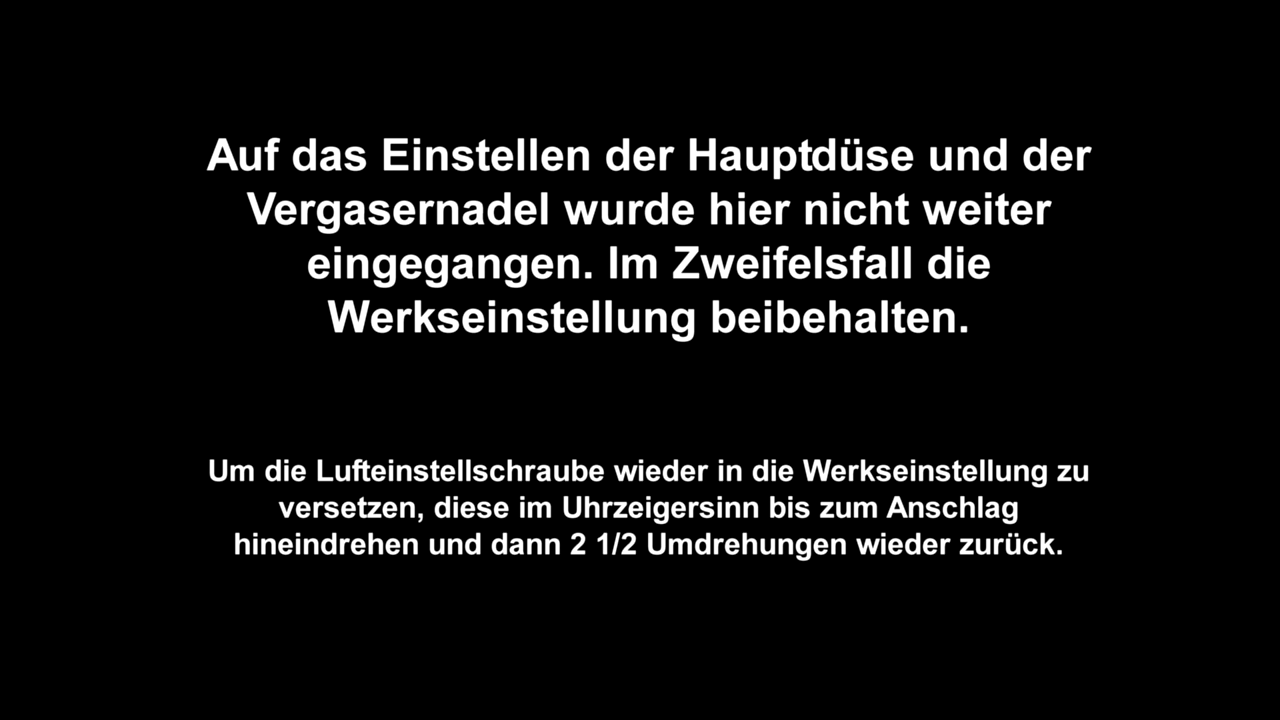 Auf das Einstellen der Hauptdüse und der
Vergasernadel wurde hier nicht weiter
eingegangen. Im Zweifelsfall die
Werkseinstellung beibehalten.
Um die Lufteinstellschraube wieder in die Werkseinstellung zu
versetzen, diese im Uhrzeigersinn bis zum Anschlag
hineindrehen und dann 2 1/2 Umdrehungen wieder zurück.